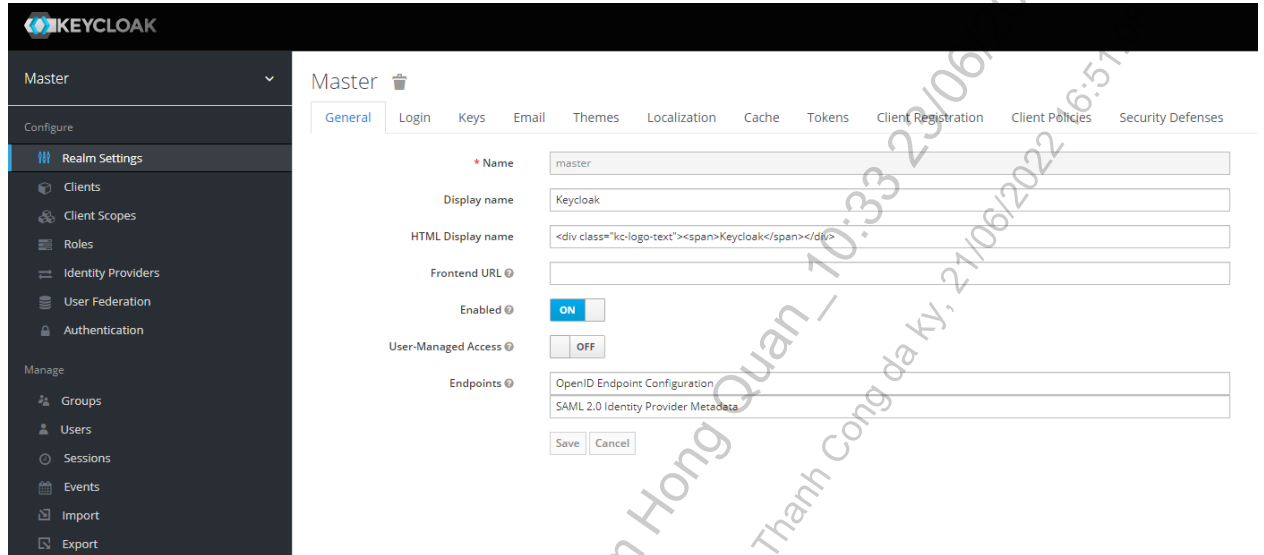 KEYCLOAK
Master
Configure
Realm Settings
Clients
Client Scopes
Roles
Identity Providers
User Federation
Authentication
Manage
Groups
Users
Sessions
Events
Import
Export
Master
General Login Keys Email Themes Localization Cache Tokens Client Registration Client Policies Security Defenses
* Name master
Display name Keycloak
HTML Display name <div class="kc-logo-text"><span>Keycloak</span></div>
Frontend URL
Enabled ON
User-Managed Access OFF
Endpoints OpenID Endpoint Configuration
SAML 2.0 Identity Provider Metadata
Save Cancel
Hong Quan_ 10:33 23/06/
Thanh Cong da ky, 21/06/2022 16:51